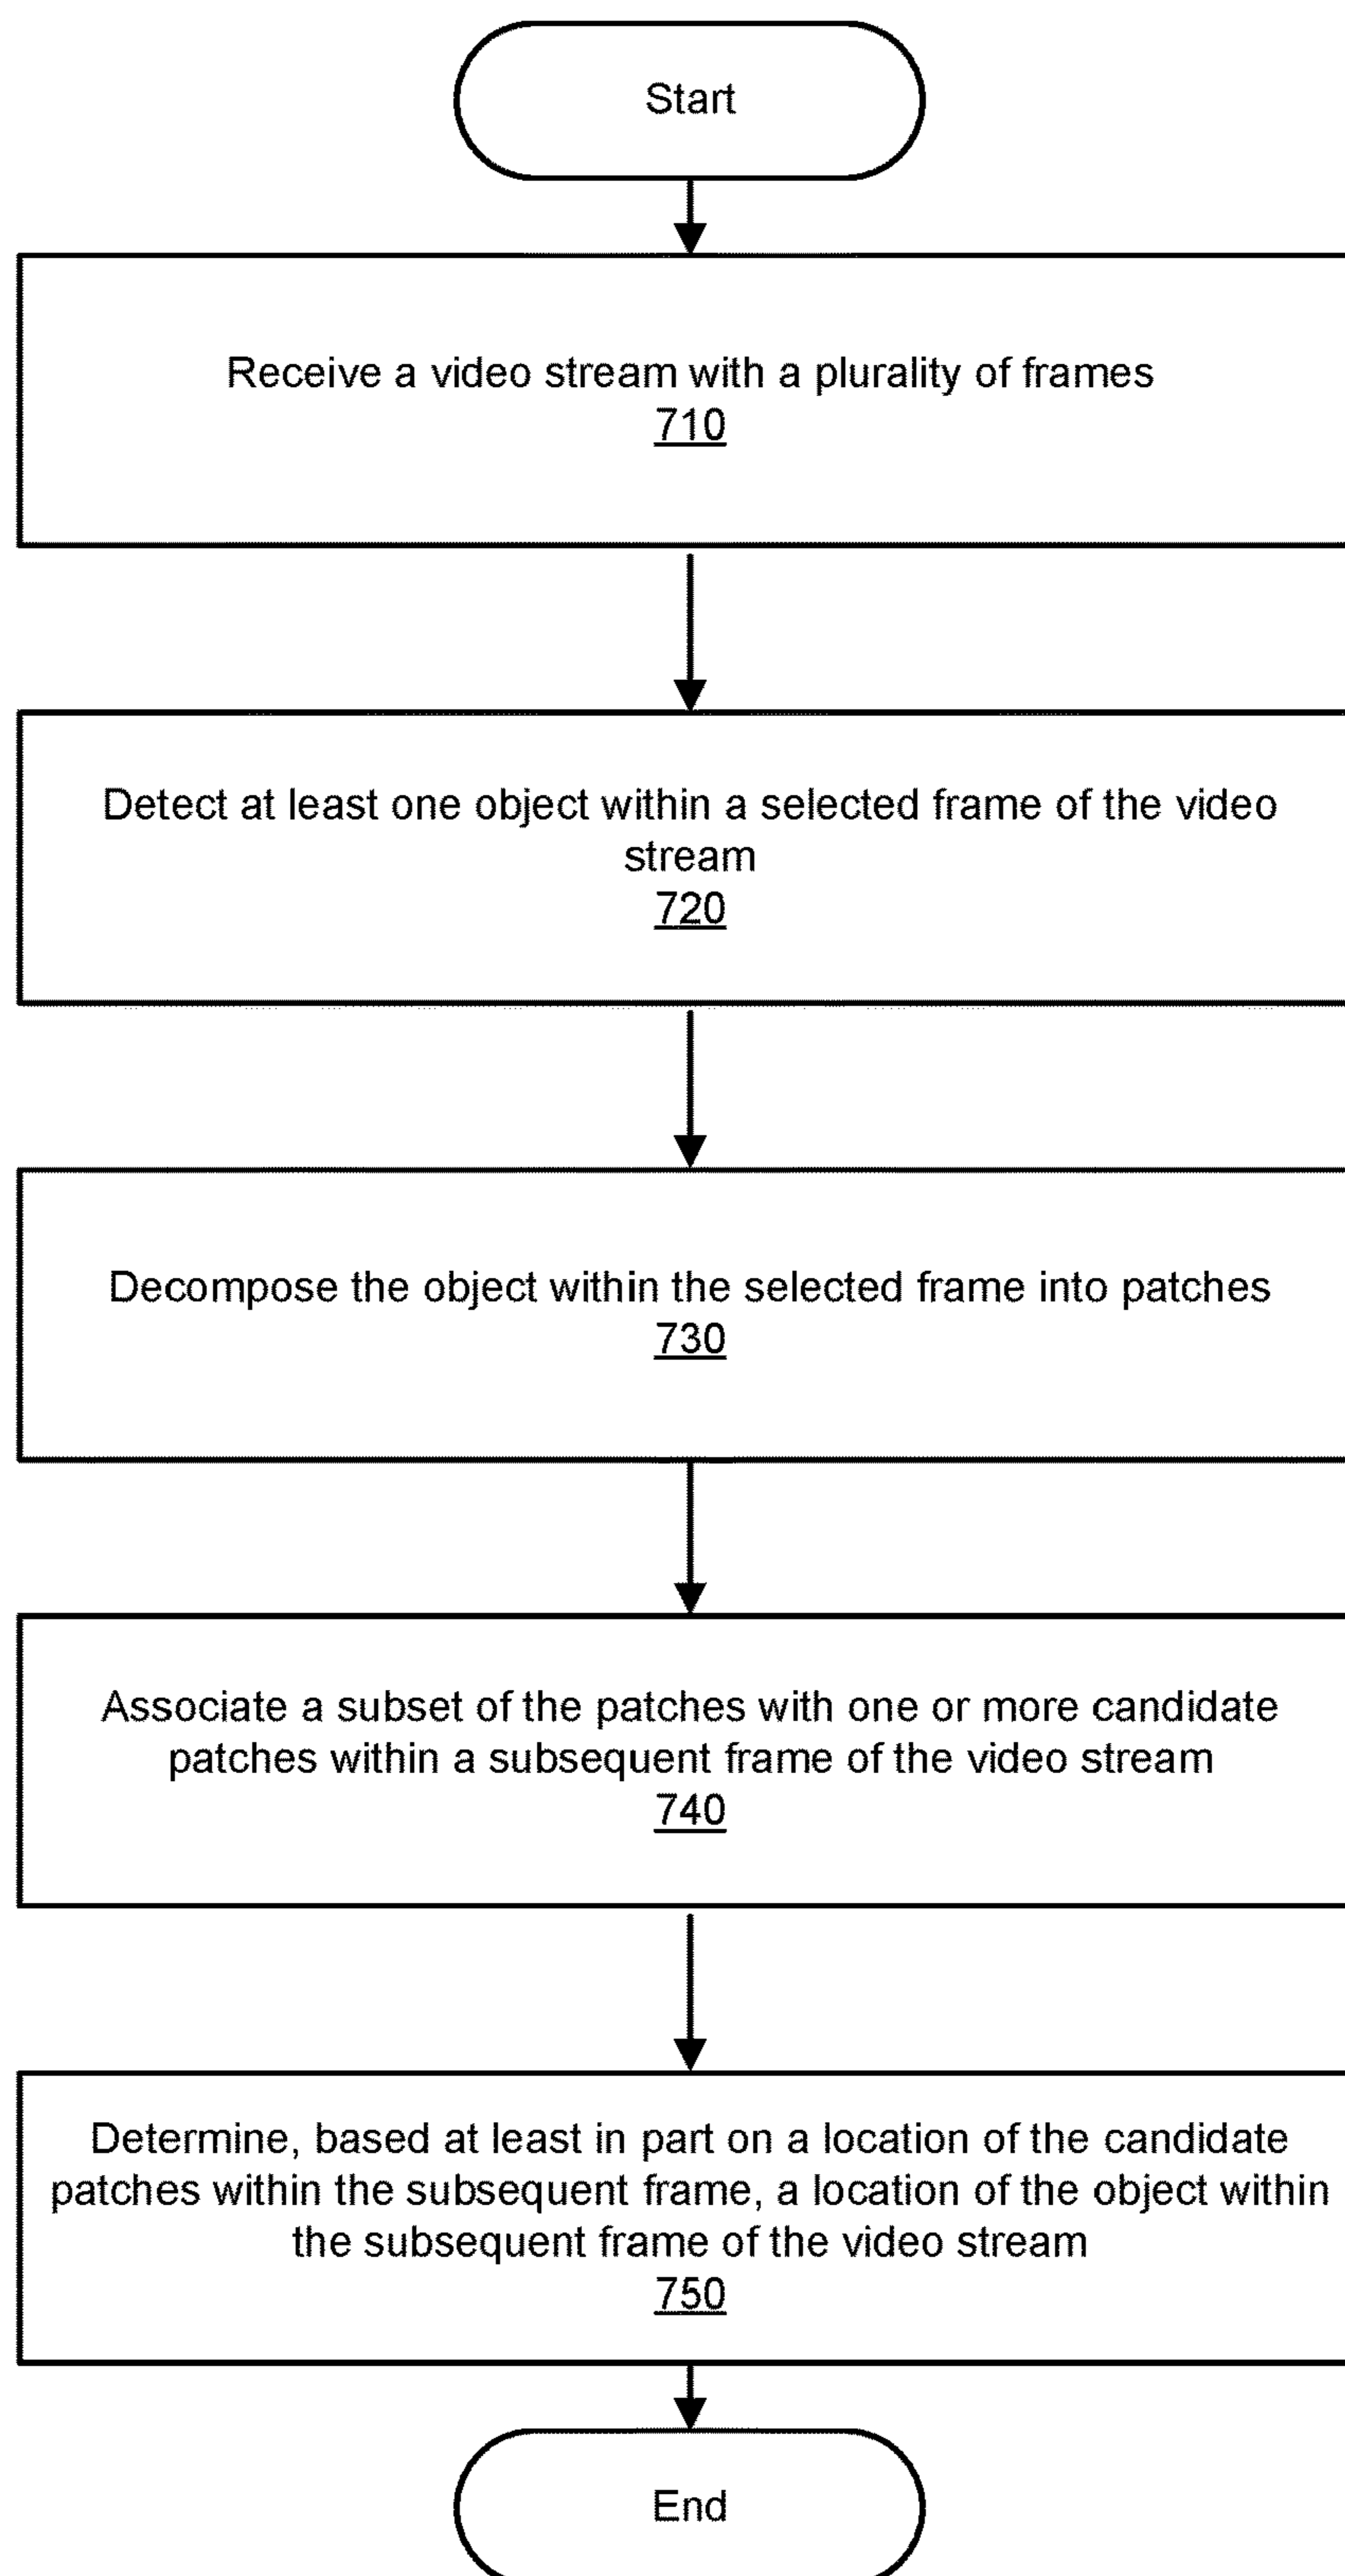 Start
Receive a video stream with a plurality of frames
710
Detect at least one object within a selected frame of the video
stream
720
Decompose the object within the selected frame into patches
730
Associate a subset of the patches with one or more candidate
patches within a subsequent frame of the video stream
740
Determine, based at least in part on a location of the candidate
patches within the subsequent frame, a location of the object within
the subsequent frame of the video stream
750
End